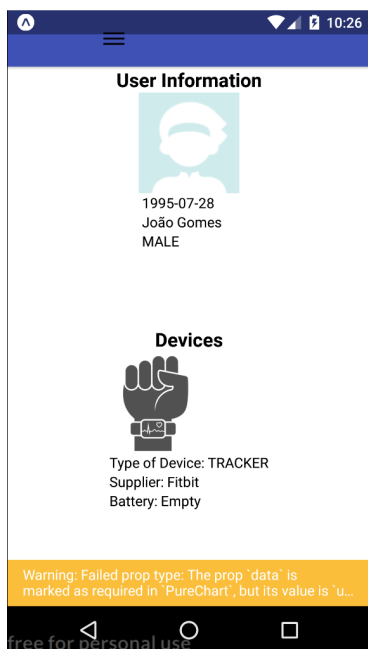 10:26
User Information
1995-07-28
João Gomes
MALE
Devices
Type of Device: TRACKER
Supplier: Fitbit
Battery: Empty
Warning: Failed prop type: The prop `data` is
marked as required in `PureChart`, but its value is `u...
free for personal use